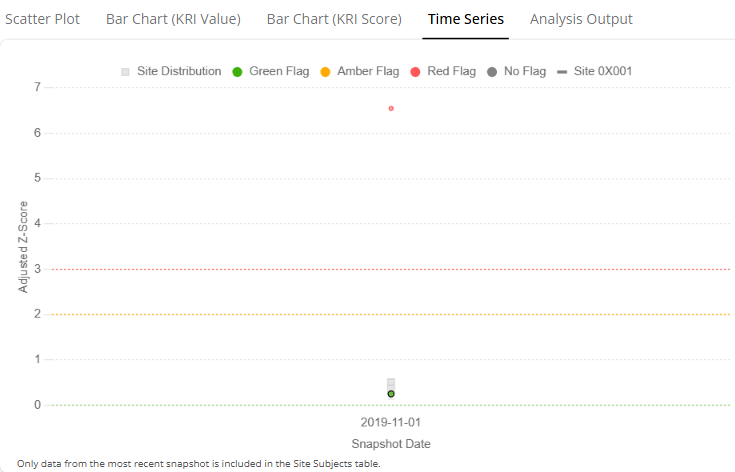 Scatter Plot Bar Chart (KRI Value) Bar Chart (KRI Score) Time Series Analysis Output
Site Distribution Green Flag Amber Flag Red Flag No Flag Site 0X001
7
6
5
4
3
2
1
0
Adjusted Z-Score
2019-11-01
Snapshot Date
Only data from the most recent snapshot is included in the Site Subjects table.